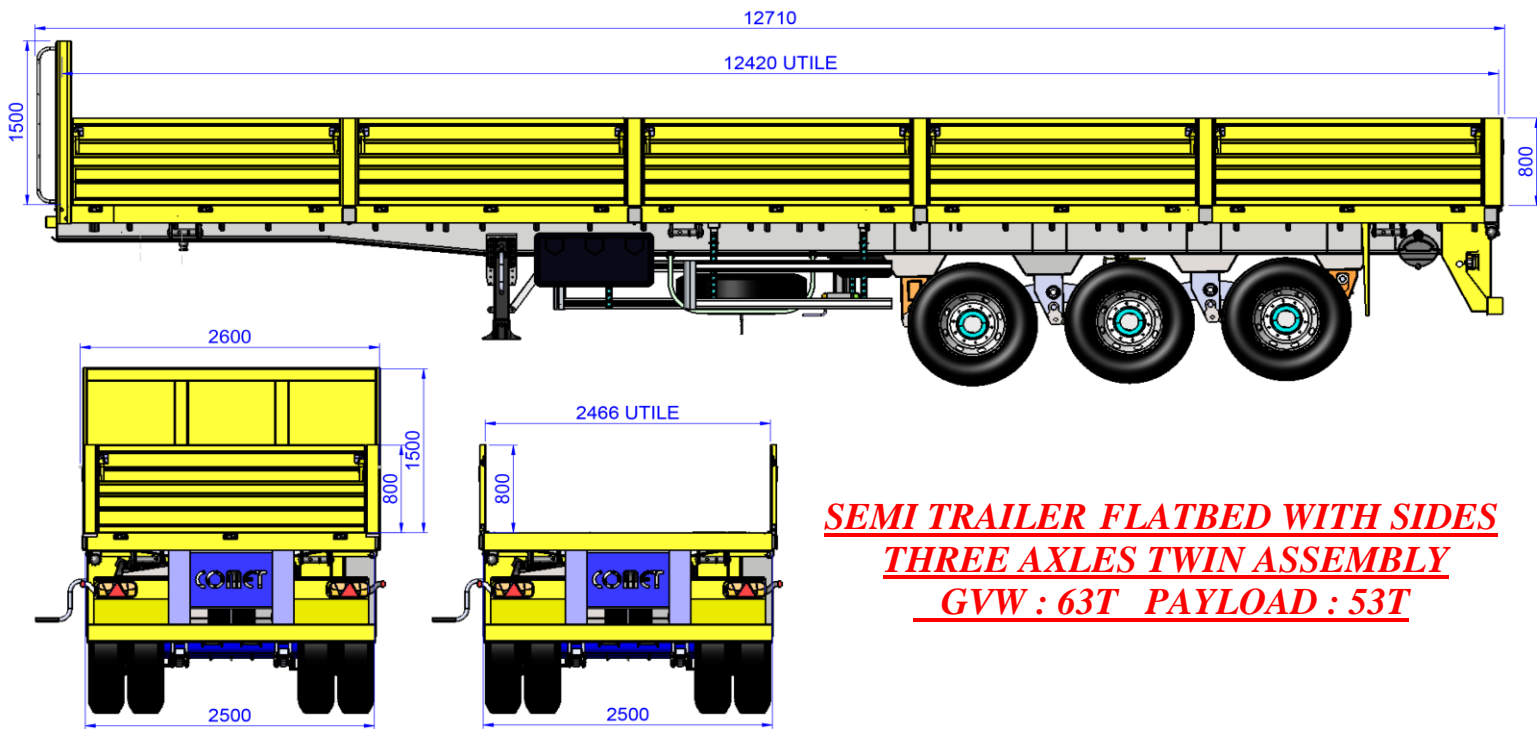 12710
12420 UTILE
1500
800
2600
1500
800
COMET
2500
2466 UTILE
800
COMET
2500
SEMI TRAILER FLATBED WITH SIDES
THREE AXLES TWIN ASSEMBLY
GVW : 63T PAYLOAD : 53T